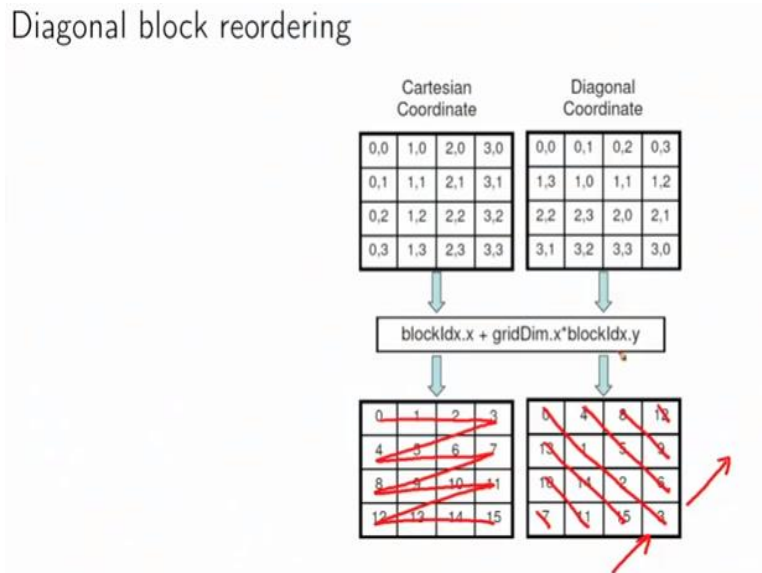 Diagonal block reordering
Cartesian Coordinate
Diagonal Coordinate
0,0 1,0 2,0 3,0
0,1 1,1 2,1 3,1
0,2 1,2 2,2 3,2
0,3 1,3 2,3 3,3
0,0 0,1 0,2 0,3
1,3 1,0 1,1 1,2
2,2 2,3 2,0 2,1
3,1 3,2 3,3 3,0
blockIdx.x + gridDim.x*blockIdx.y
0 1 2 3
4 5 6 7
8 9 10 11
12 13 14 15
0 4 8 12
13 1 5 9
10 14 2 6
7 11 15 3